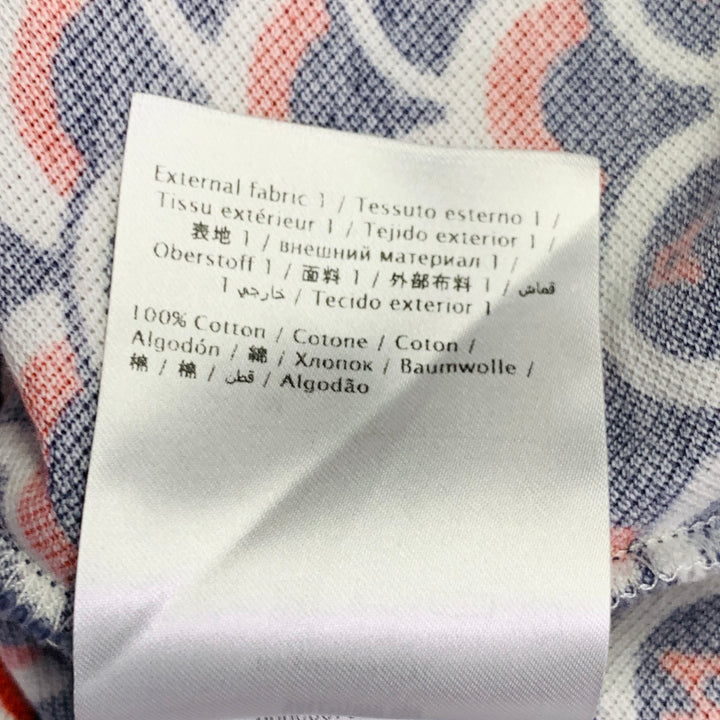 External fabric 1 / Tessuto esterno 1 /
Tissu extérieur 1 / Tejido exterior 1 /
表地 1 / внешний материал 1 /
Oberstoff 1 / 面料 1 / 外部布料 1 / قماش
خارجي 1 / Tecido exterior 1
100% Cotton / Cotone / Coton /
Algodón / 綿 / Хлопок / Baumwolle /
棉 / 棉 / قطن / Algodão